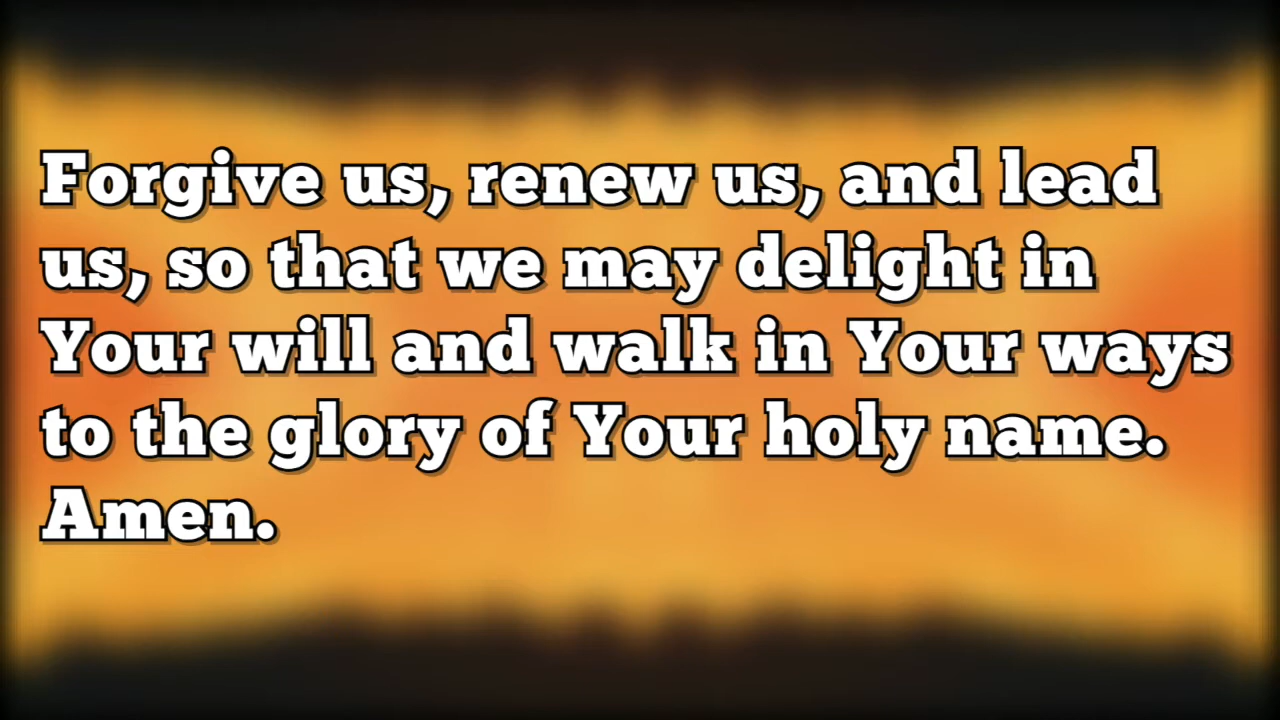 Forgive us, renew us, and lead
us, so that we may delight in
Your will and walk in Your ways
to the glory of Your holy name.
Amen.